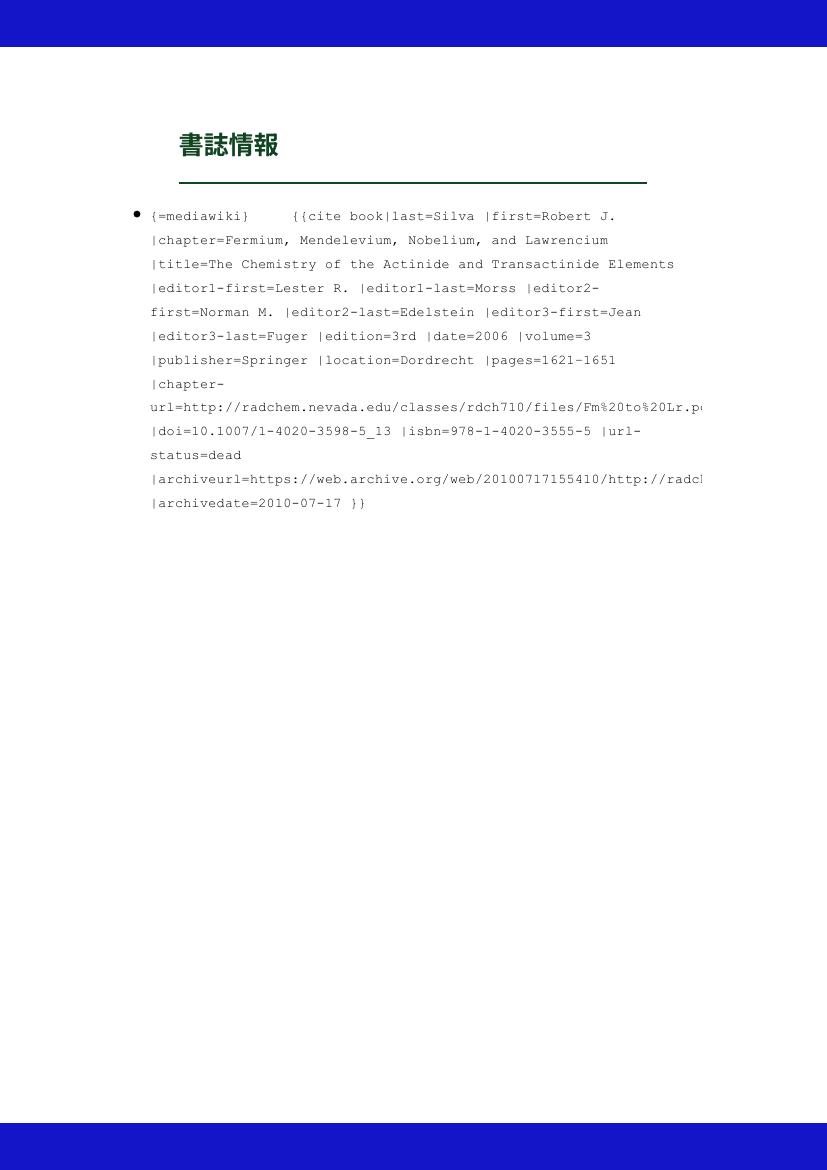 書誌情報
• {=mediawiki} {{cite book|last=Silva |first=Robert J.
|chapter=Fermium, Mendelevium, Nobelium, and Lawrencium
|title=The Chemistry of the Actinide and Transactinide Elements
|editor1-first=Lester R. |editor1-last=Morss |editor2-
first=Norman M. |editor2-last=Edelstein |editor3-first=Jean
|editor3-last=Fuger |edition=3rd |date=2006 |volume=3
|publisher=Springer |location=Dordrecht |pages=1621–1651
|chapter-
url=http://radchem.nevada.edu/classes/rdch710/files/Fm%20to%20Lr.p
|doi=10.1007/1-4020-3598-5_13 |isbn=978-1-4020-3555-5 |url-
status=dead
|archiveurl=https://web.archive.org/web/20100717155410/http://radc
|archivedate=2010-07-17 }}